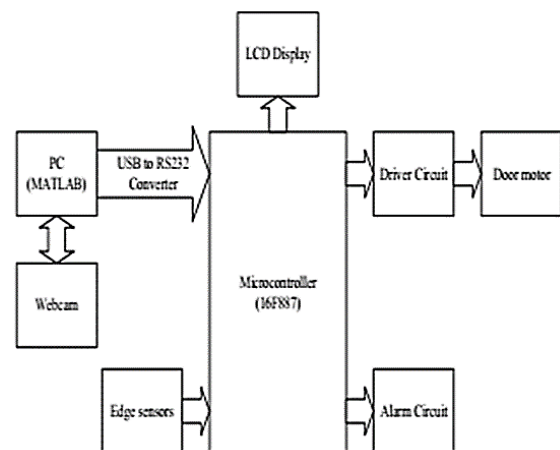 LCD Display
PC
(MATLAB)
USB to RS232
Converter
Driver Circuit
Door motor
Webcam
Microcontroller
(16F887)
Edge sensors
Alarm Circuit